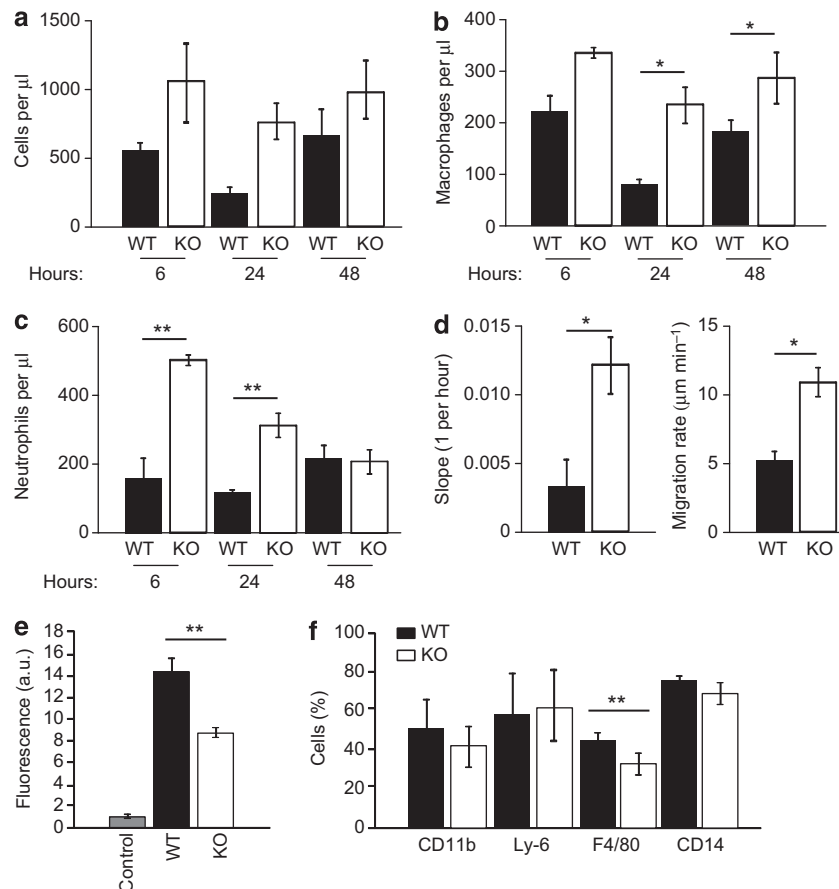 a
Cells per µl
1500
1000
500
0
WT KO WT KO WT KO
Hours: 6 24 48
b
Macrophages per µl
400
300
200
100
0
* *
WT KO WT KO WT KO
Hours: 6 24 48
c
Neutrophils per µl
600
400
200
0
** **
WT KO WT KO WT KO
Hours: 6 24 48
d
Slope (1 per hour)
0.015
0.010
0.005
0
*
WT KO
Migration rate (µm min⁻¹)
15
10
5
0
*
WT KO
e
Fluorescence (a.u.)
18
16
14
12
10
8
6
4
2
0
**
Control WT KO
f
Cells (%)
100
80
60
40
20
0
WT
KO
**
CD11b Ly-6 F4/80 CD14